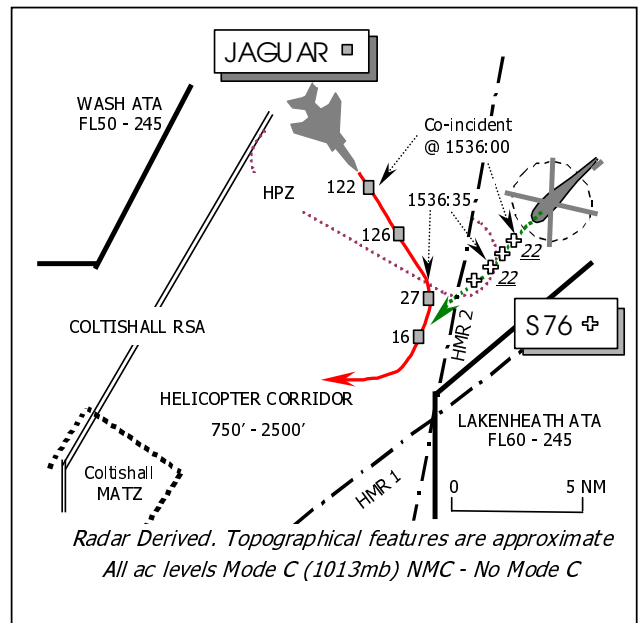 JAGUAR
WASH ATA
FL50 - 245
Co-incident
@ 1536:00
122
HPZ
1536:35
126
22
22
27
S76
COLTISHALL RSA
16
HMR 2
HELICOPTER CORRIDOR
750' - 2500'
LAKENHEATH ATA
FL60 - 245
Coltishall
MATZ
HMR 1
0 5 NM
Radar Derived. Topographical features are approximate
All ac levels Mode C (1013mb) NMC - No Mode C